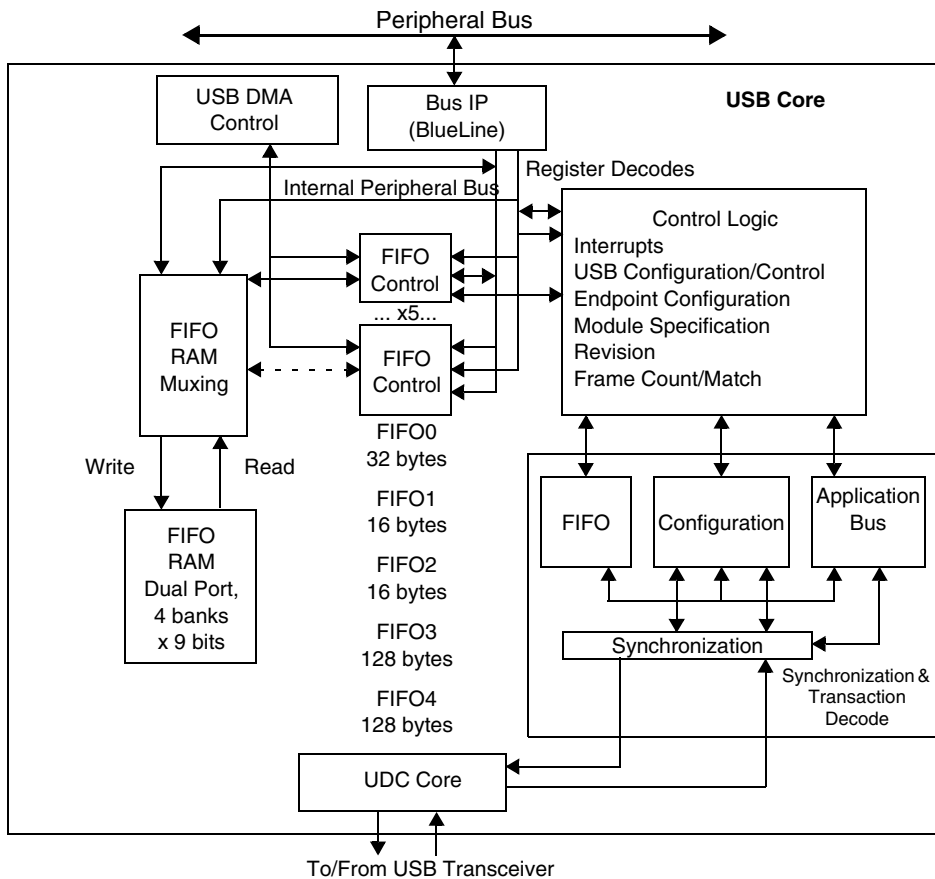 Peripheral Bus
USB DMA
Control
Bus IP
(BlueLine)
USB Core
Register Decodes
Internal Peripheral Bus
Control Logic
Interrupts
USB Configuration/Control
Endpoint Configuration
Module Specification
Revision
Frame Count/Match
FIFO
Control
... x5...
FIFO
Control
FIFO
RAM
Muxing
Write
Read
FIFO
RAM
Dual Port,
4 banks
x 9 bits
FIFO0
32 bytes
FIFO1
16 bytes
FIFO2
16 bytes
FIFO3
128 bytes
FIFO4
128 bytes
FIFO
Configuration
Application
Bus
Synchronization
Synchronization &
Transaction
Decode
UDC Core
To/From USB Transceiver